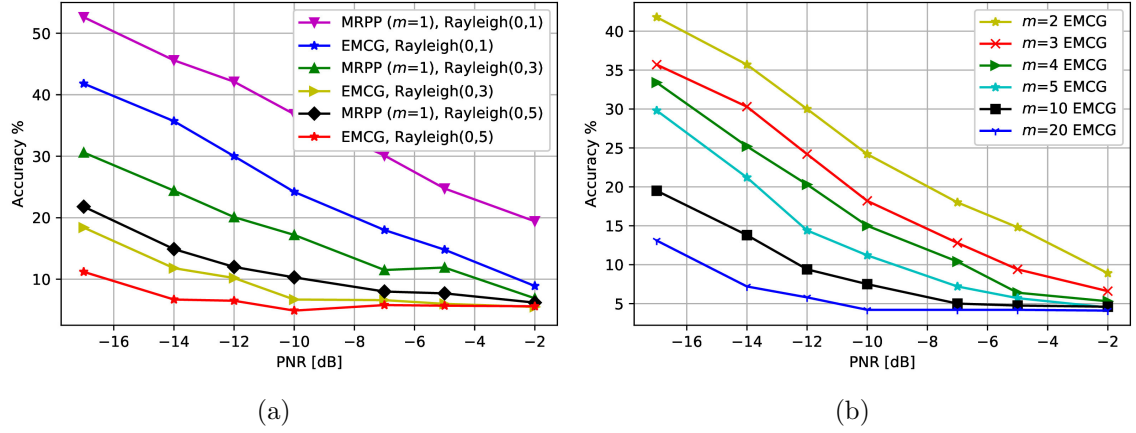 MRPP (m=1), Rayleigh(0,1)
EMCG, Rayleigh(0,1)
MRPP (m=1), Rayleigh(0,3)
EMCG, Rayleigh(0,3)
MRPP (m=1), Rayleigh(0,5)
EMCG, Rayleigh(0,5)
Accuracy %
50
40
30
20
10
−16 −14 −12 −10 −8 −6 −4 −2
PNR [dB]
(a)
m=2 EMCG
m=3 EMCG
m=4 EMCG
m=5 EMCG
m=10 EMCG
m=20 EMCG
Accuracy %
40
35
30
25
20
15
10
5
−16 −14 −12 −10 −8 −6 −4 −2
PNR [dB]
(b)